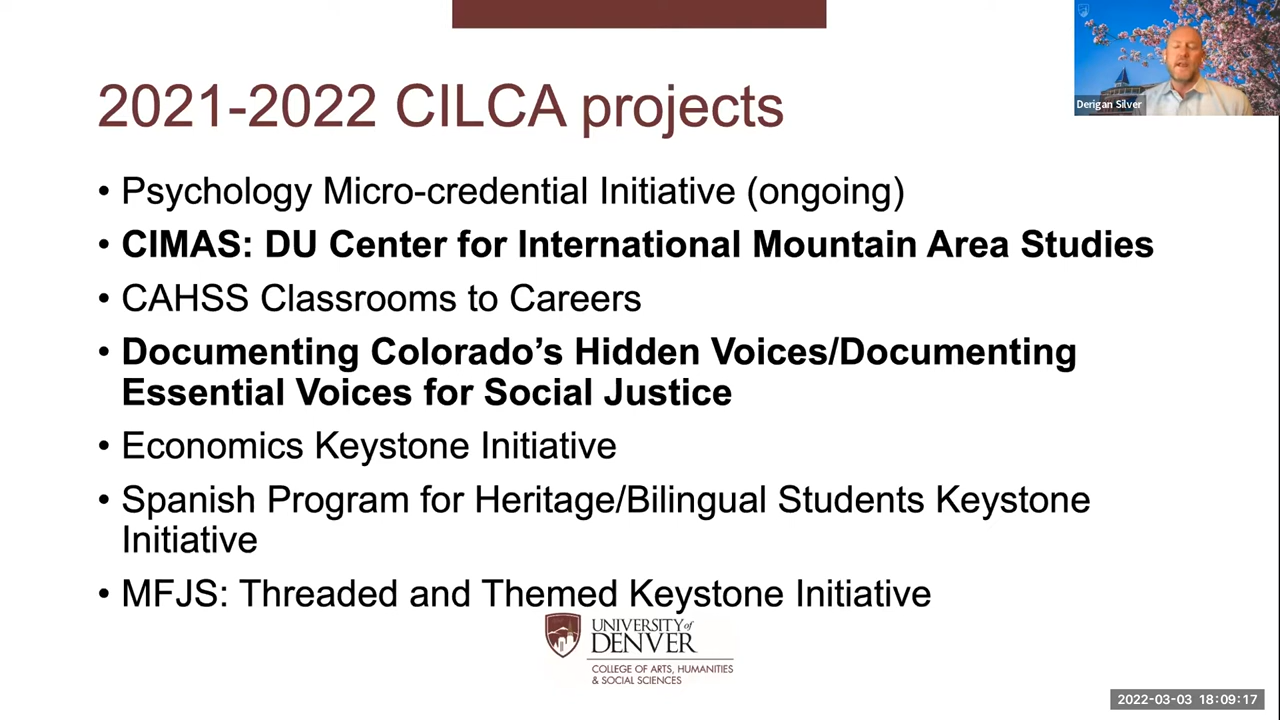 2021-2022 CILCA projects
Derigan Silver
• Psychology Micro-credential Initiative (ongoing)
• CIMAS: DU Center for International Mountain Area Studies
• CAHSS Classrooms to Careers
• Documenting Colorado’s Hidden Voices/Documenting
Essential Voices for Social Justice
• Economics Keystone Initiative
• Spanish Program for Heritage/Bilingual Students Keystone
Initiative
• MFJS: Threaded and Themed Keystone Initiative
UNIVERSITY of
DENVER
COLLEGE OF ARTS, HUMANITIES
& SOCIAL SCIENCES
2022-03-03 18:09:17